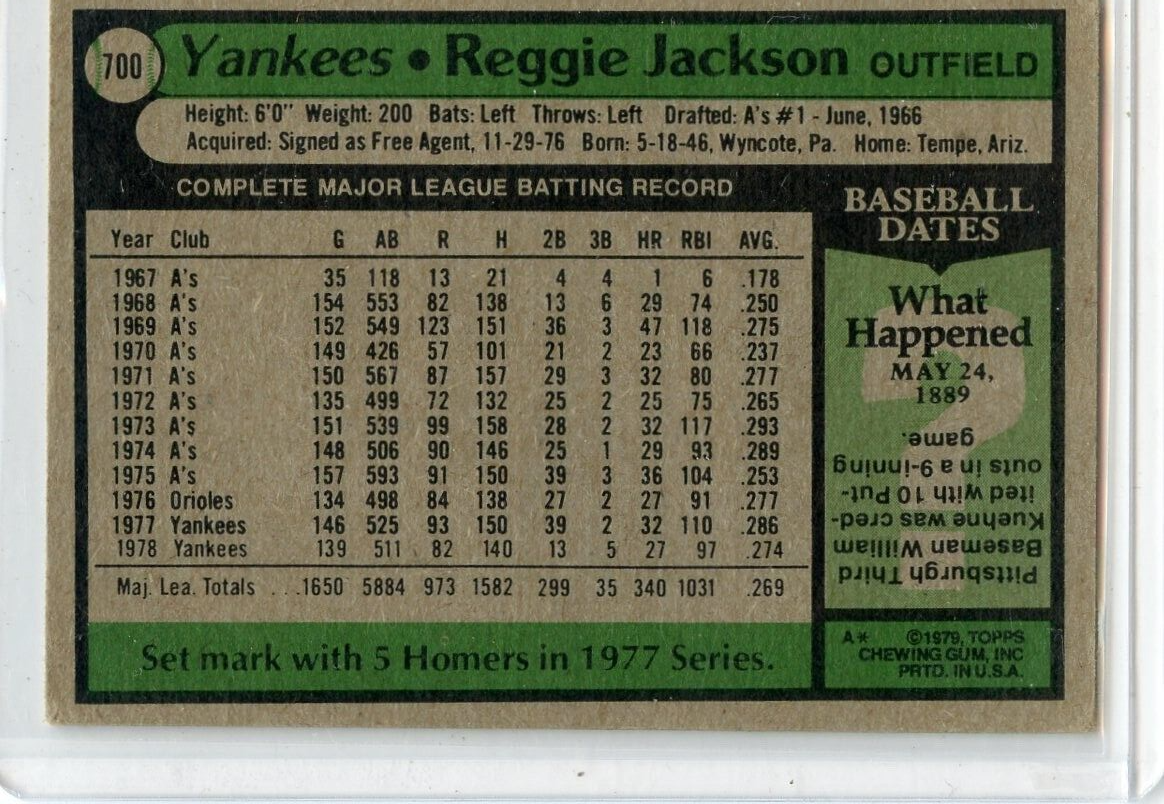 700 Yankees • Reggie Jackson OUTFIELD
Height: 6'0" Weight: 200 Bats: Left Throws: Left Drafted: A's #1 - June, 1966
Acquired: Signed as Free Agent, 11-29-76 Born: 5-18-46, Wyncote, Pa. Home: Tempe, Ariz.
COMPLETE MAJOR LEAGUE BATTING RECORD
Year Club G AB R H 2B 3B HR RBI AVG.
1967 A's 35 118 13 21 4 4 1 6 .178
1968 A's 154 553 82 138 13 6 29 74 .250
1969 A's 152 549 123 151 36 3 47 118 .275
1970 A's 149 426 57 101 21 2 23 66 .237
1971 A's 150 567 87 157 29 3 32 80 .277
1972 A's 135 499 72 132 25 2 25 75 .265
1973 A's 151 539 99 158 28 2 32 117 .293
1974 A's 148 506 90 146 25 1 29 93 .289
1975 A's 157 593 91 150 39 3 36 104 .253
1976 Orioles 134 498 84 138 27 2 27 91 .277
1977 Yankees 146 525 93 150 39 2 32 110 .286
1978 Yankees 139 511 82 140 13 5 27 97 .274
Maj. Lea. Totals ...1650 5884 973 1582 299 35 340 1031 .269
Set mark with 5 Homers in 1977 Series.
BASEBALL
DATES
What
Happened
MAY 24,
1889
Pittsburgh Third
Baseman William
Kuehne was cred-
ited with 10 Put-
outs in a 9-inning
game.
A* ©1979, TOPPS
CHEWING GUM, INC
PRTD. IN U.S.A.